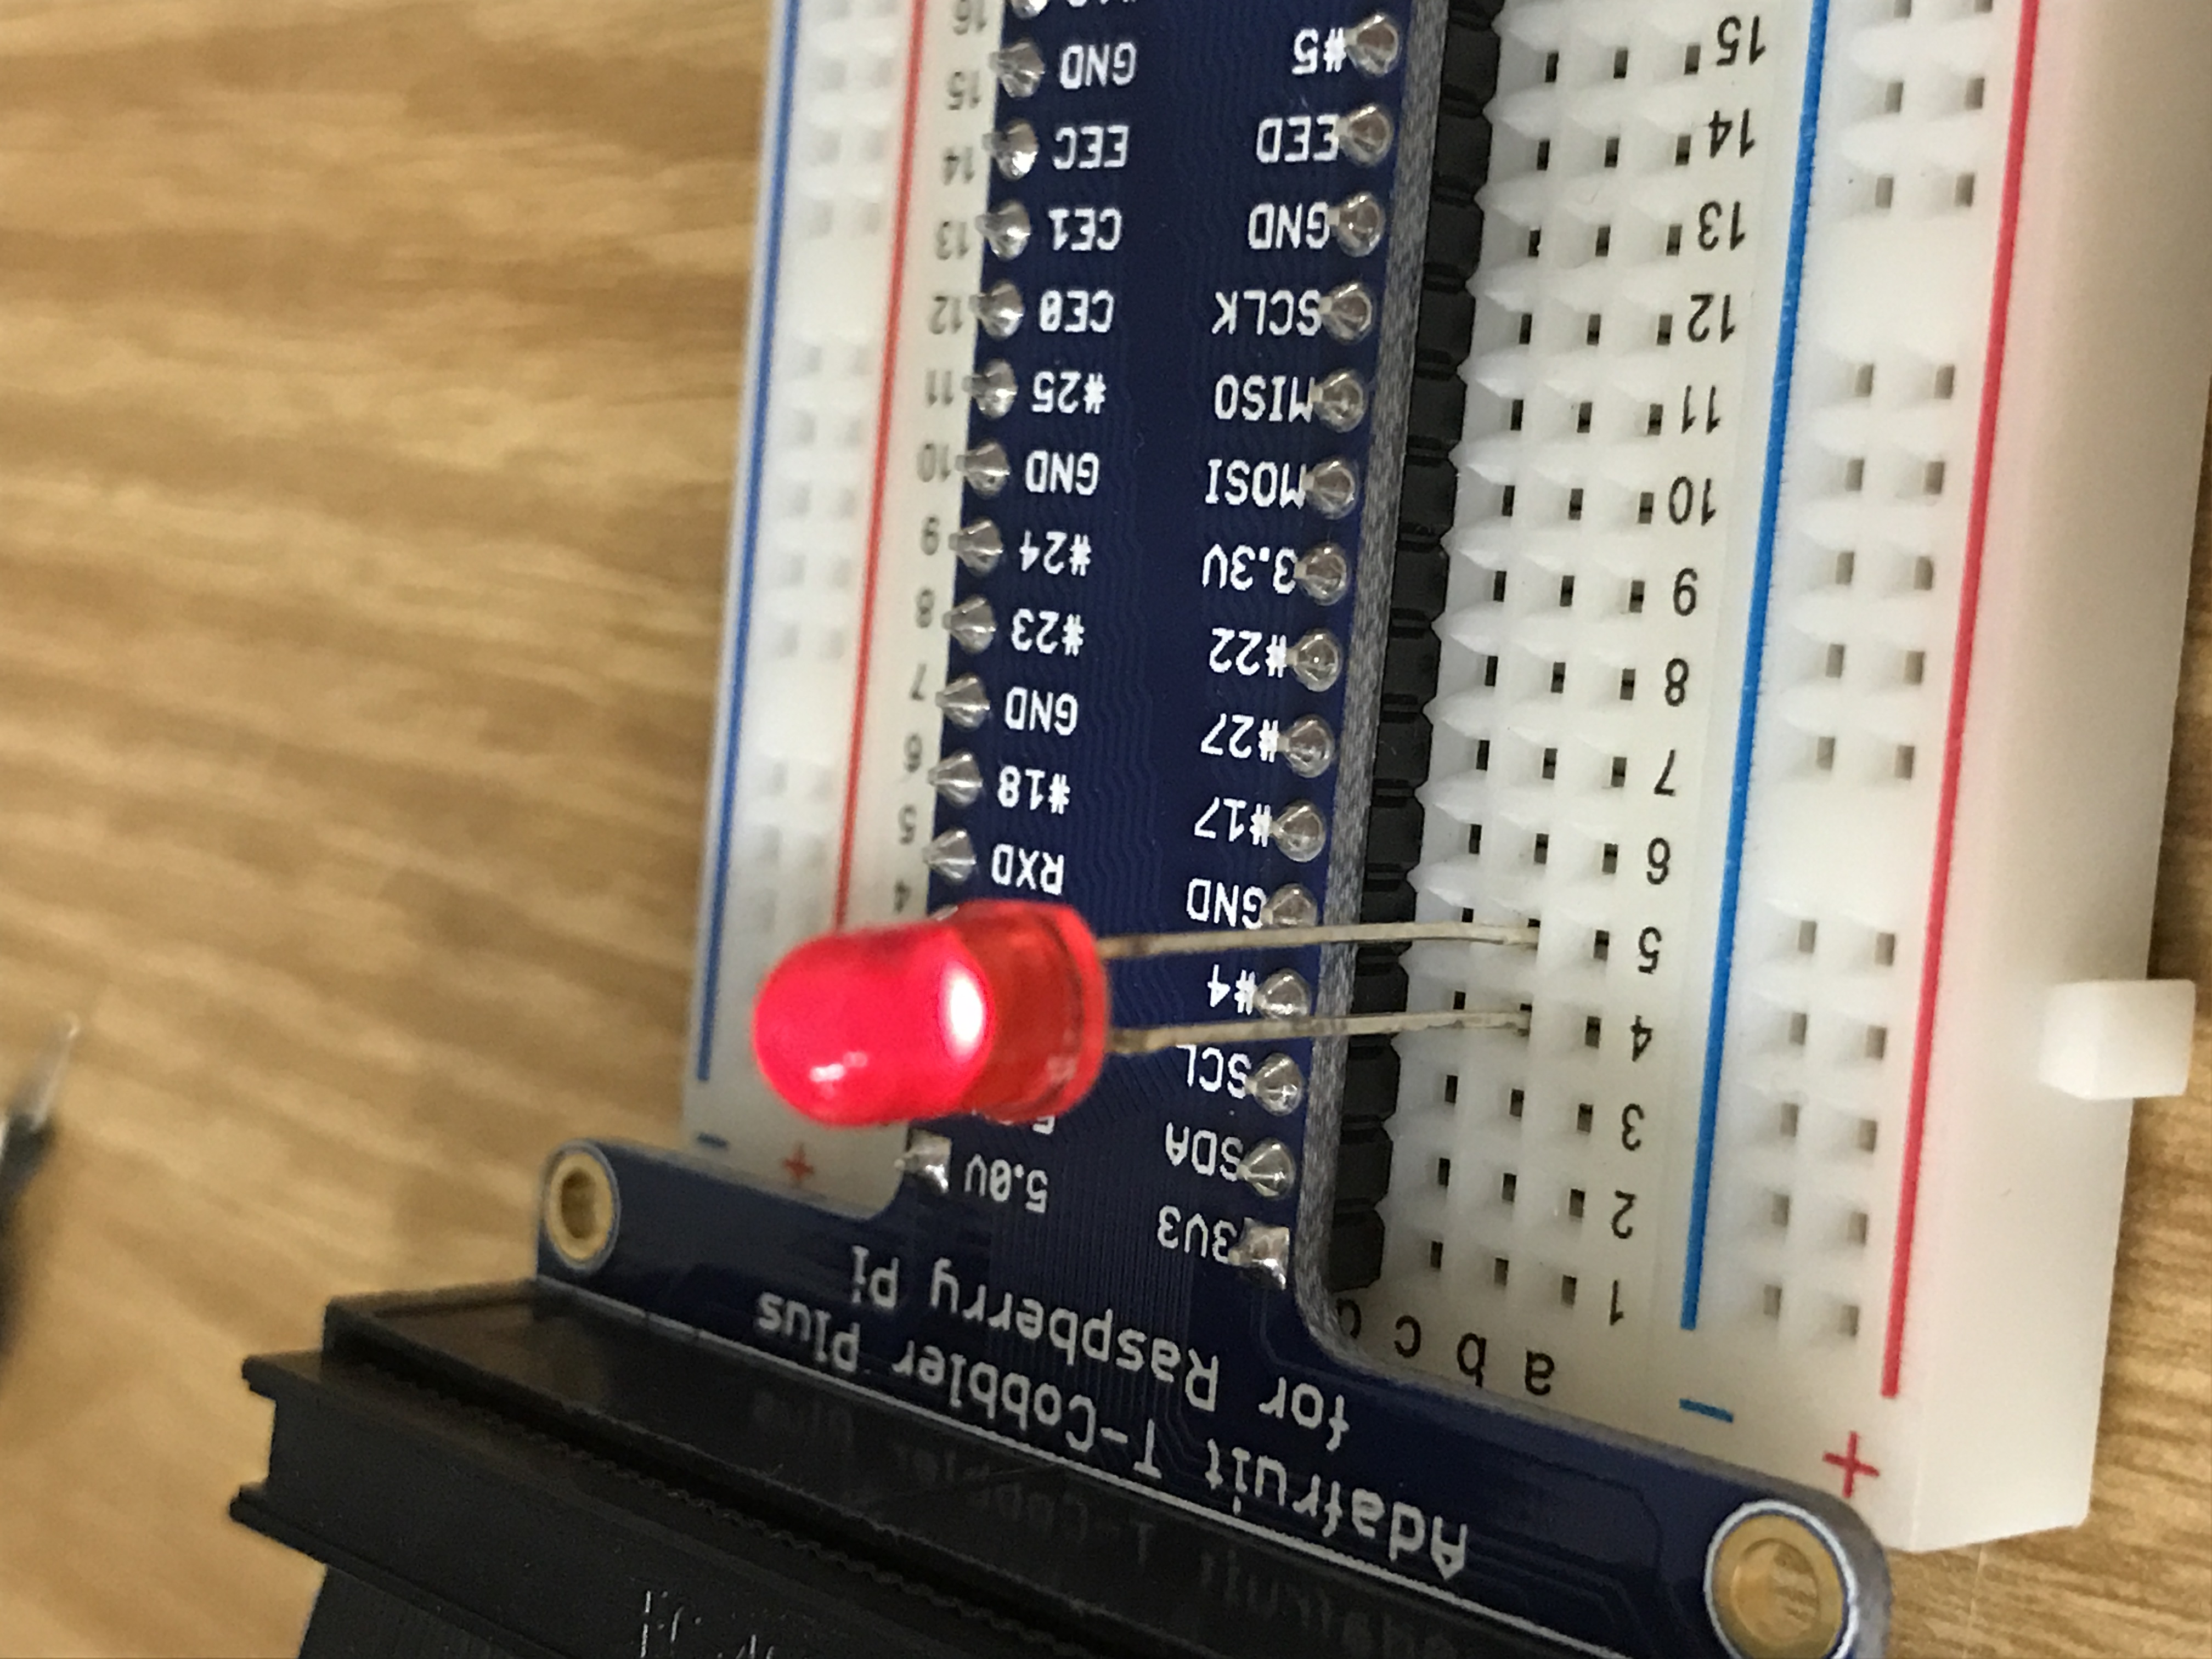 Adafruit T-Cobbler Plus
for Raspberry Pi
- +
4 5 6 7 8 9 10 11 12 13 14 15 16
5.0V RXD #18 GND #23 #24 GND #25 CE0 CE1 EEC GND
3V3 SDA SCL #4 GND #17 #27 #22 3.3V MOSI MISO SCLK GND EED #5
c
b
a
1 2 3 4 5 6 7 8 9 10 11 12 13 14 15
-
+